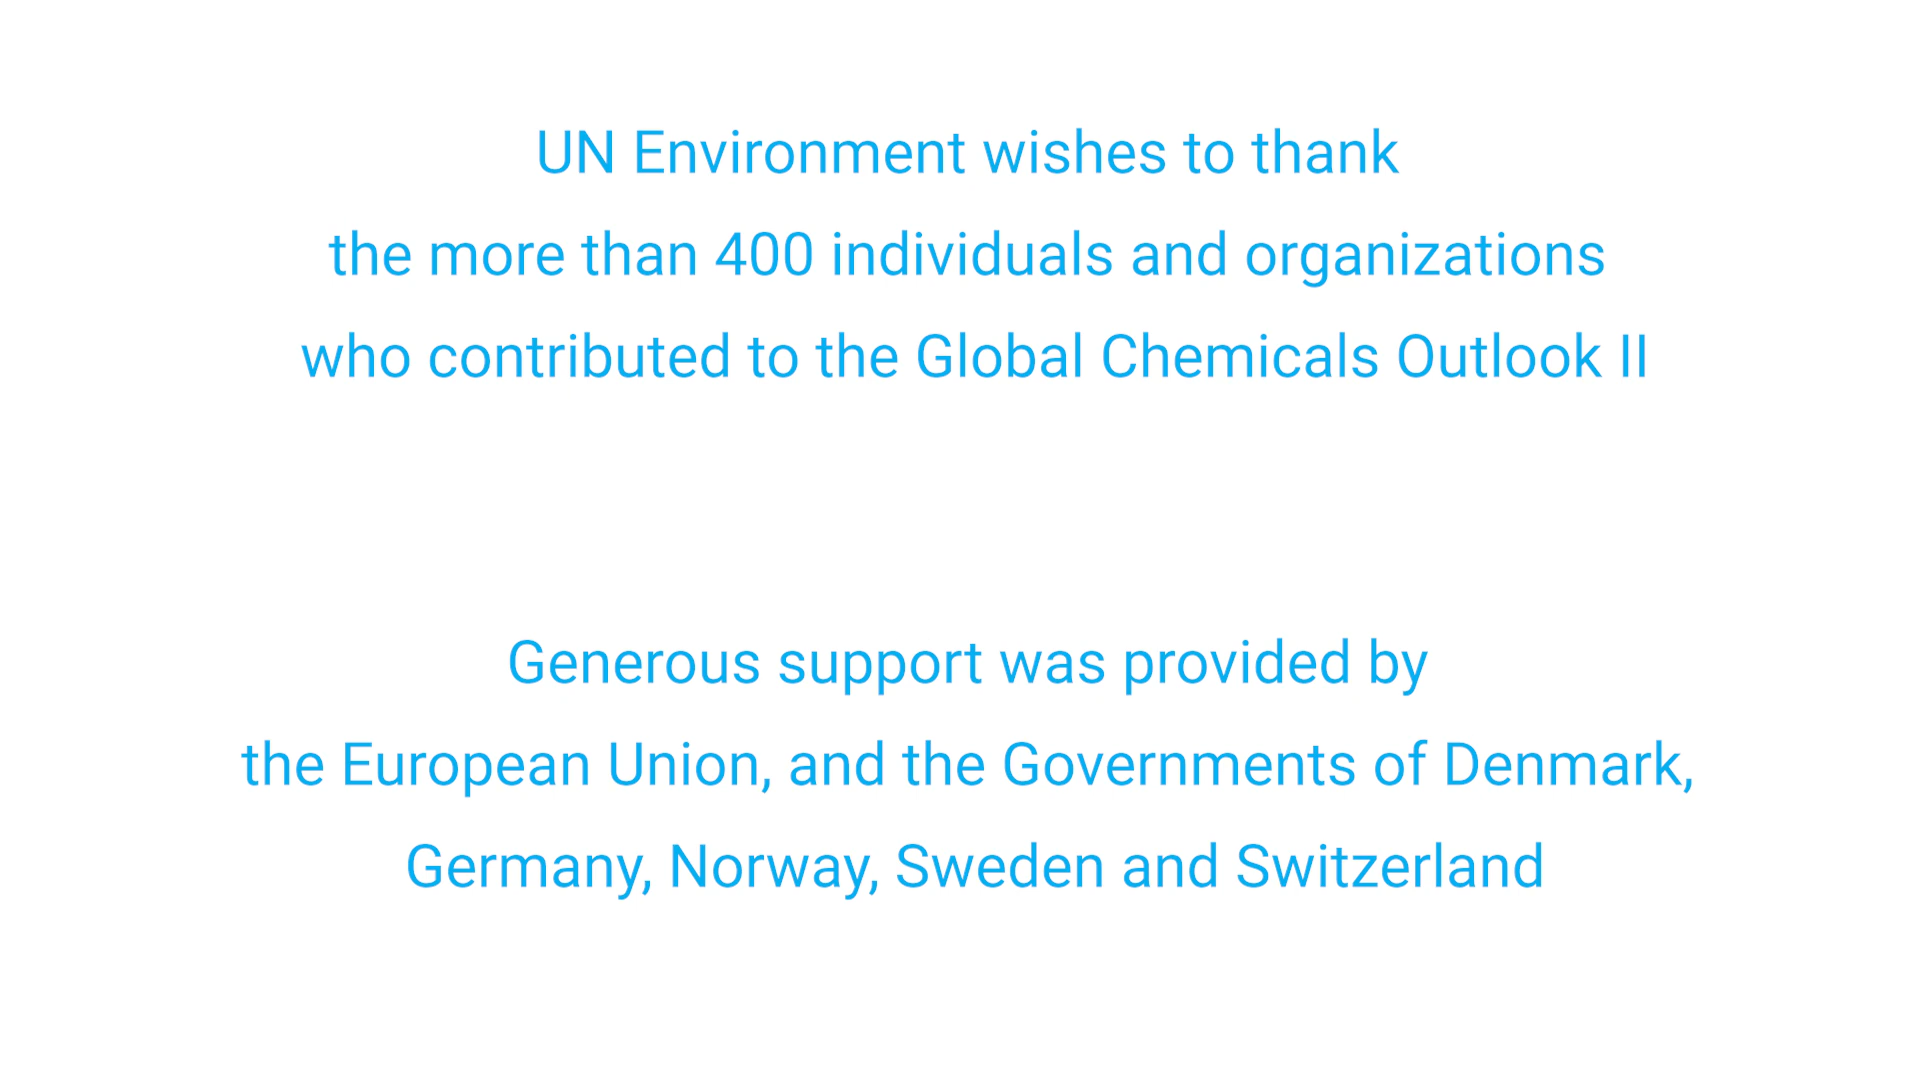 UN Environment wishes to thank
the more than 400 individuals and organizations
who contributed to the Global Chemicals Outlook II
Generous support was provided by
the European Union, and the Governments of Denmark,
Germany, Norway, Sweden and Switzerland